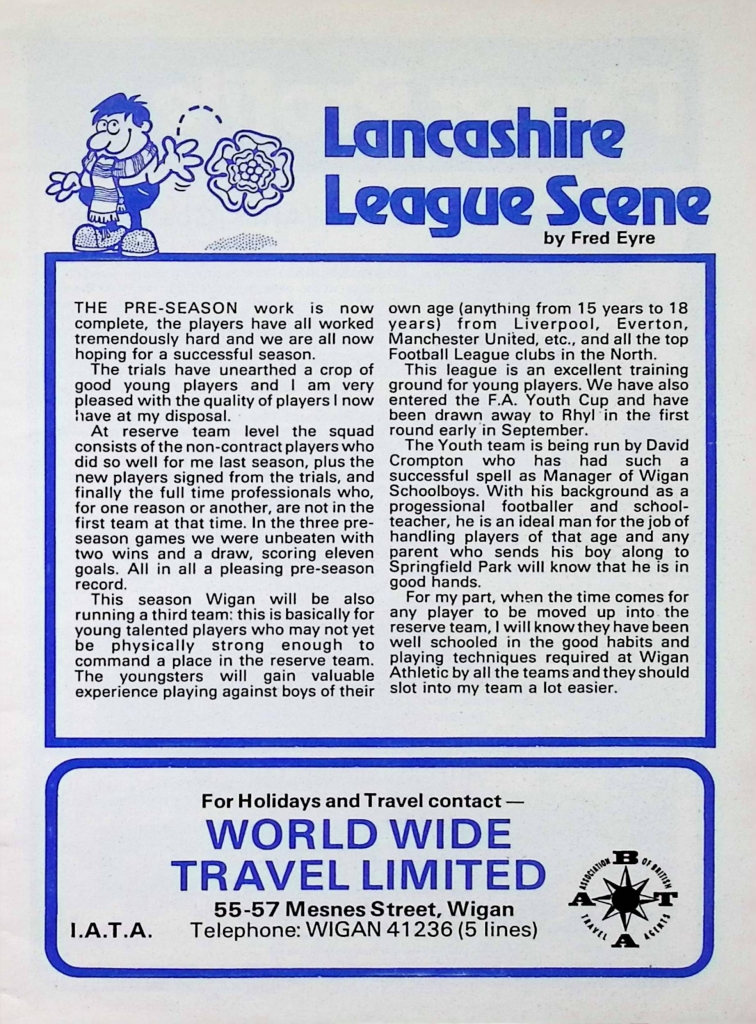 Lancashire
League Scene
by Fred Eyre
THE PRE-SEASON work is now
complete, the players have all worked
tremendously hard and we are all now
hoping for a successful season.
The trials have unearthed a crop of
good young players and I am very
pleased with the quality of players I now
have at my disposal.
At reserve team level the squad
consists of the non-contract players who
did so well for me last season, plus the
new players signed from the trials, and
finally the full time professionals who,
for one reason or another, are not in the
first team at that time. In the three pre-
season games we were unbeaten with
two wins and a draw, scoring eleven
goals. All in all a pleasing pre-season
record.
This season Wigan will be also
running a third team: this is basically for
young talented players who may not yet
be physically strong enough to
command a place in the reserve team.
The youngsters will gain valuable
experience playing against boys of their
own age (anything from 15 years to 18
years) from Liverpool, Everton,
Manchester United, etc., and all the top
Football League clubs in the North.
This league is an excellent training
ground for young players. We have also
entered the F.A. Youth Cup and have
been drawn away to Rhyl in the first
round early in September.
The Youth team is being run by David
Crompton who has had such a
successful spell as Manager of Wigan
Schoolboys. With his background as a
progessional footballer and school-
teacher, he is an ideal man for the job of
handling players of that age and any
parent who sends his boy along to
Springfield Park will know that he is in
good hands.
For my part, when the time comes for
any player to be moved up into the
reserve team, I will know they have been
well schooled in the good habits and
playing techniques required at Wigan
Athletic by all the teams and they should
slot into my team a lot easier.
For Holidays and Travel contact —
WORLD WIDE
TRAVEL LIMITED
55-57 Mesnes Street, Wigan
I.A.T.A. Telephone: WIGAN 41236 (5 lines)
ABTA
ASSOCIATION OF BRITISH
TRAVEL AGENTS